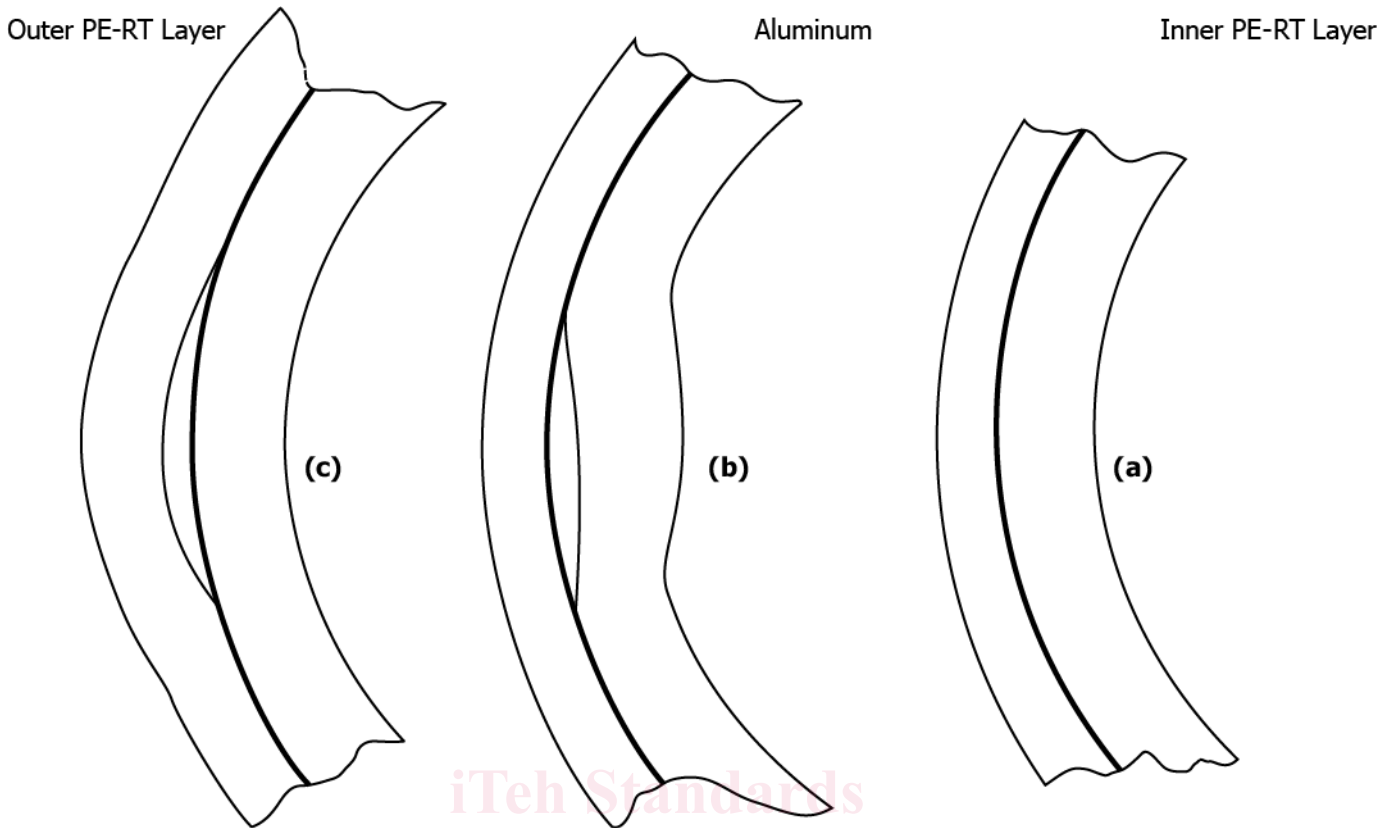 Outer PE-RT Layer
Aluminum
Inner PE-RT Layer
(c)
(b)
(a)
iTeh Standards